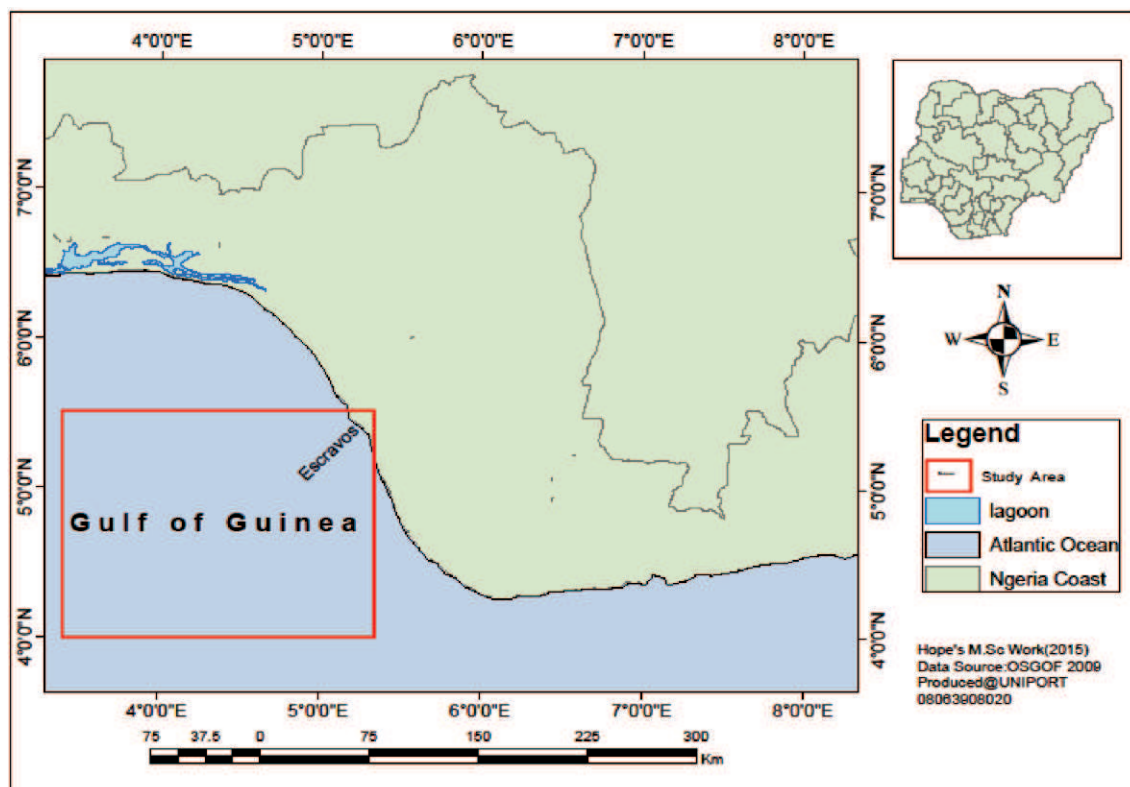 4°0'0"E 5°0'0"E 6°0'0"E 7°0'0"E 8°0'0"E
7°0'0"N
6°0'0"N
5°0'0"N
4°0'0"N
Escravos
Gulf of Guinea
7°0'0"N
6°0'0"N
5°0'0"N
4°0'0"N
4°0'0"E 5°0'0"E 6°0'0"E 7°0'0"E 8°0'0"E
75 37.5 0 75 150 225 300
Km
N
W E
S
Legend
Study Area
lagoon
Atlantic Ocean
Ngeria Coast
Hope's M.Sc Work(2015)
Data Source:OSGOF 2009
Produced@UNIPORT
08063908020